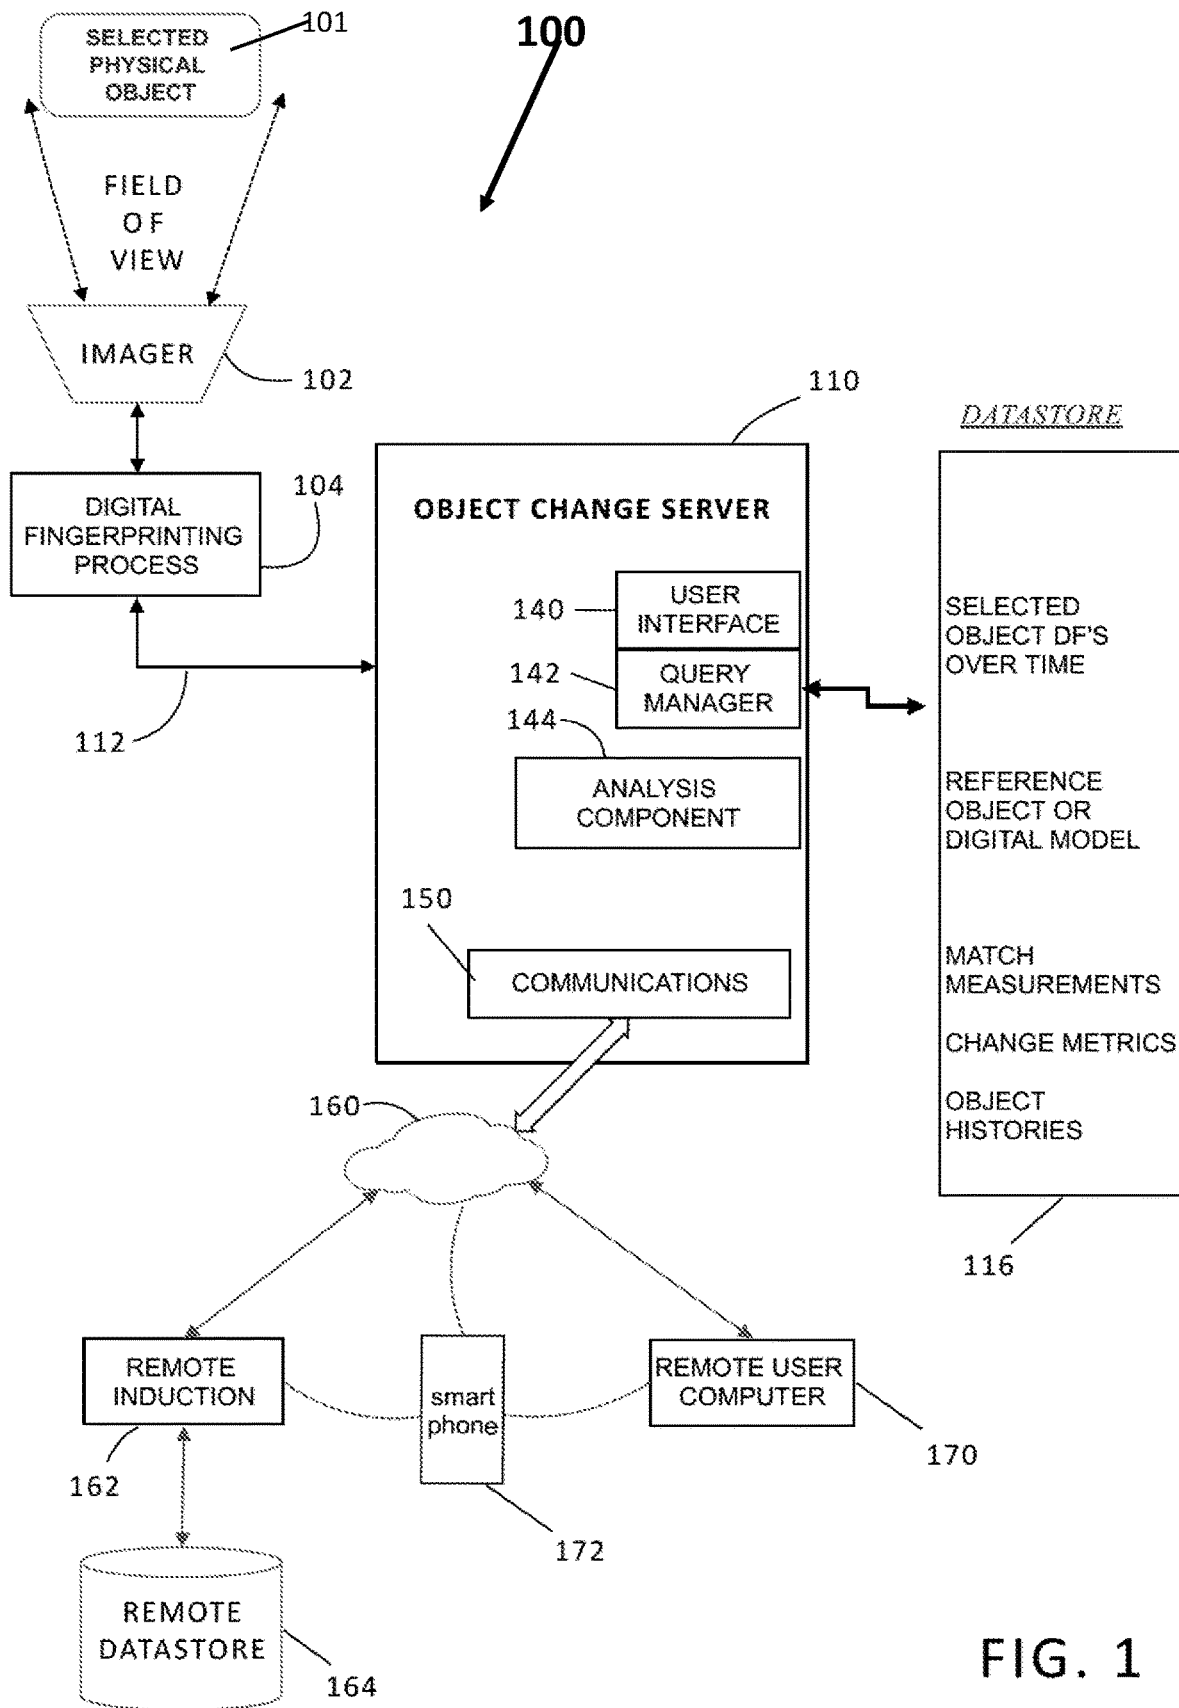 SELECTED
PHYSICAL
OBJECT
101
100
FIELD
OF
VIEW
IMAGER
102
110
DATASTORE
DIGITAL
FINGERPRINTING
PROCESS
104
112
OBJECT CHANGE SERVER
140
USER
INTERFACE
142
QUERY
MANAGER
144
ANALYSIS
COMPONENT
150
COMMUNICATIONS
SELECTED
OBJECT DF'S
OVER TIME
REFERENCE
OBJECT OR
DIGITAL MODEL
MATCH
MEASUREMENTS
CHANGE METRICS
OBJECT
HISTORIES
116
160
REMOTE
INDUCTION
162
smart
phone
172
REMOTE USER
COMPUTER
170
REMOTE
DATASTORE
164
FIG. 1